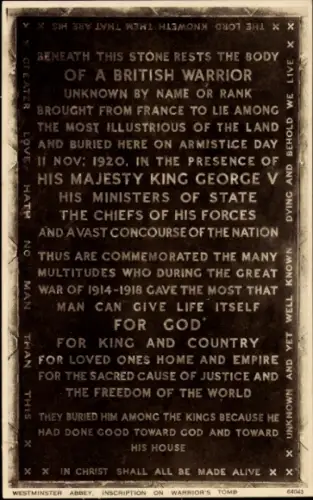 THE LORD KNOWETH THEM THAT ARE HIS
BENEATH THIS STONE RESTS THE BODY
OF A BRITISH WARRIOR
UNKNOWN BY NAME OR RANK
BROUGHT FROM FRANCE TO LIE AMONG
THE MOST ILLUSTRIOUS OF THE LAND
AND BURIED HERE ON ARMISTICE DAY
11 NOV: 1920, IN THE PRESENCE OF
HIS MAJESTY KING GEORGE V
HIS MINISTERS OF STATE
THE CHIEFS OF HIS FORCES
AND A VAST CONCOURSE OF THE NATION
THUS ARE COMMEMORATED THE MANY
MULTITUDES WHO DURING THE GREAT
WAR OF 1914-1918 GAVE THE MOST THAT
MAN CAN GIVE LIFE ITSELF
FOR GOD
FOR KING AND COUNTRY
FOR LOVED ONES HOME AND EMPIRE
FOR THE SACRED CAUSE OF JUSTICE AND
THE FREEDOM OF THE WORLD
THEY BURIED HIM AMONG THE KINGS BECAUSE HE
HAD DONE GOOD TOWARD GOD AND TOWARD
HIS HOUSE
GREATER LOVE HATH NO MAN THAN THIS
UNKNOWN AND YET WELL KNOWN DYING AND BEHOLD WE LIVE
IN CHRIST SHALL ALL BE MADE ALIVE
WESTMINSTER ABBEY, INSCRIPTION ON WARRIOR'S TOMB